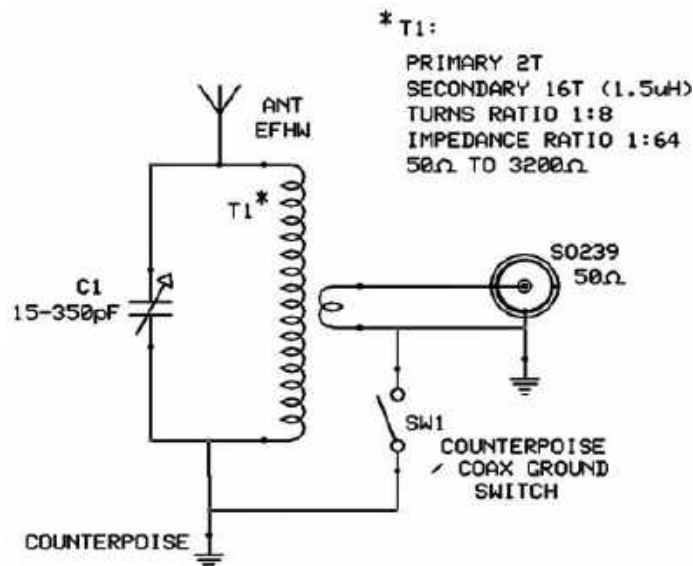 * T1:
PRIMARY 2T
SECONDARY 16T (1.5uH)
TURNS RATIO 1:8
IMPEDANCE RATIO 1:64
50Ω TO 3200Ω
ANT
EFHW
T1*
C1
15-350pF
SO239
50Ω
SW1
COUNTERPOISE
/ COAX GROUND
SWITCH
COUNTERPOISE